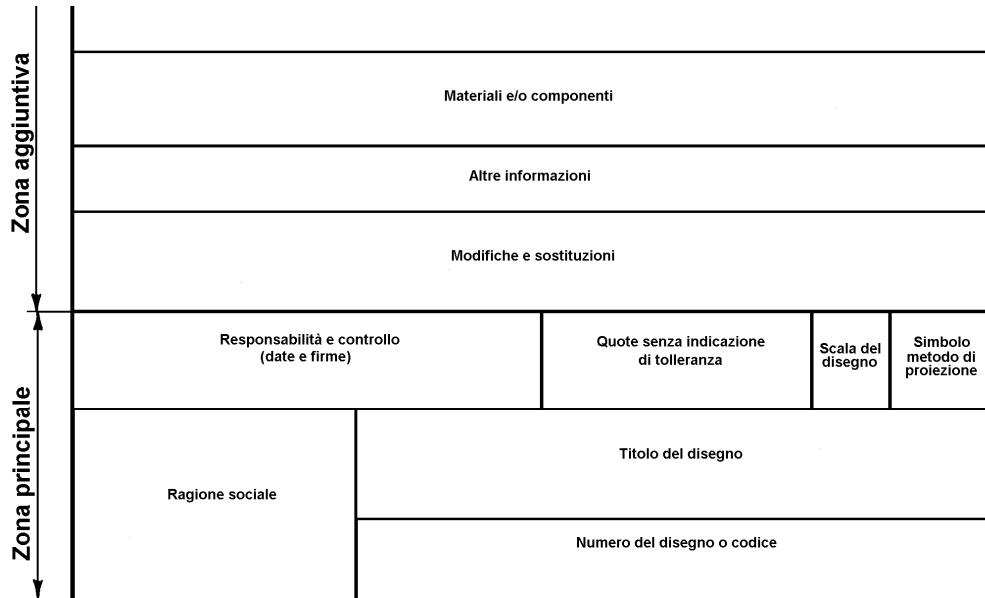 Zona aggiuntiva
Materiali e/o componenti
Altre informazioni
Modifiche e sostituzioni
Zona principale
Responsabilità e controllo
(date e firme)
Quote senza indicazione
di tolleranza
Scala del
disegno
Simbolo
metodo di
proiezione
Ragione sociale
Titolo del disegno
Numero del disegno o codice